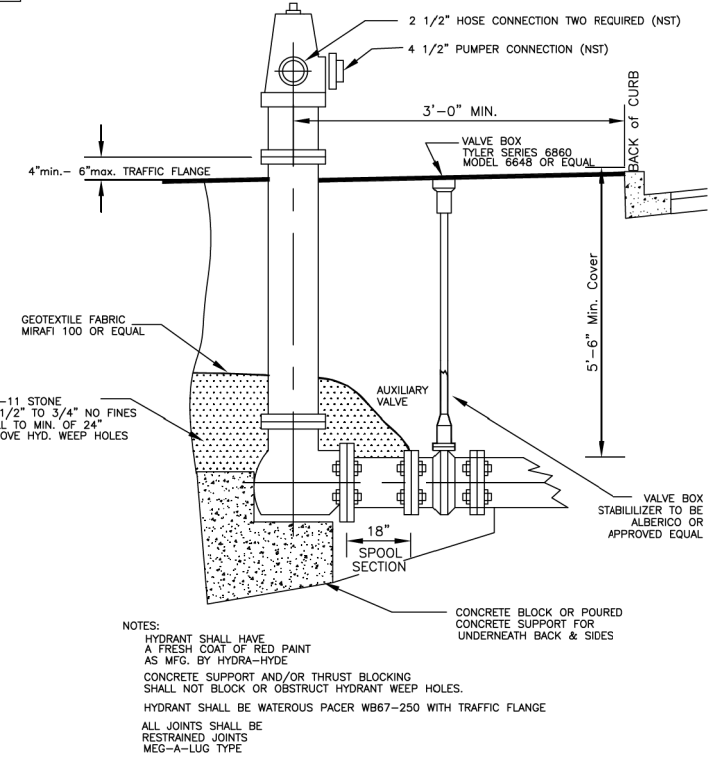 2 1/2" HOSE CONNECTION TWO REQUIRED (NST)
4 1/2" PUMPER CONNECTION (NST)
3'-0" MIN.
BACK of CURB
VALVE BOX
TYLER SERIES 6860
MODEL 6648 OR EQUAL
4"min.- 6"max. TRAFFIC FLANGE
5'-6" Min. Cover
GEOTEXTILE FABRIC
MIRAFI 100 OR EQUAL
-11 STONE
1/2" TO 3/4" NO FINES
TO MIN. OF 24"
HYD. WEEP HOLES
AUXILIARY
VALVE
VALVE BOX
STABILILIZER TO BE
ALBERICO OR
APPROVED EQUAL
18"
SPOOL
SECTION
CONCRETE BLOCK OR POURED
CONCRETE SUPPORT FOR
UNDERNEATH BACK & SIDES
NOTES:
HYDRANT SHALL HAVE
A FRESH COAT OF RED PAINT
AS MFG. BY HYDRA-HYDE
CONCRETE SUPPORT AND/OR THRUST BLOCKING
SHALL NOT BLOCK OR OBSTRUCT HYDRANT WEEP HOLES.
HYDRANT SHALL BE WATEROUS PACER WB67-250 WITH TRAFFIC FLANGE
ALL JOINTS SHALL BE
RESTRAINED JOINTS
MEG-A-LUG TYPE